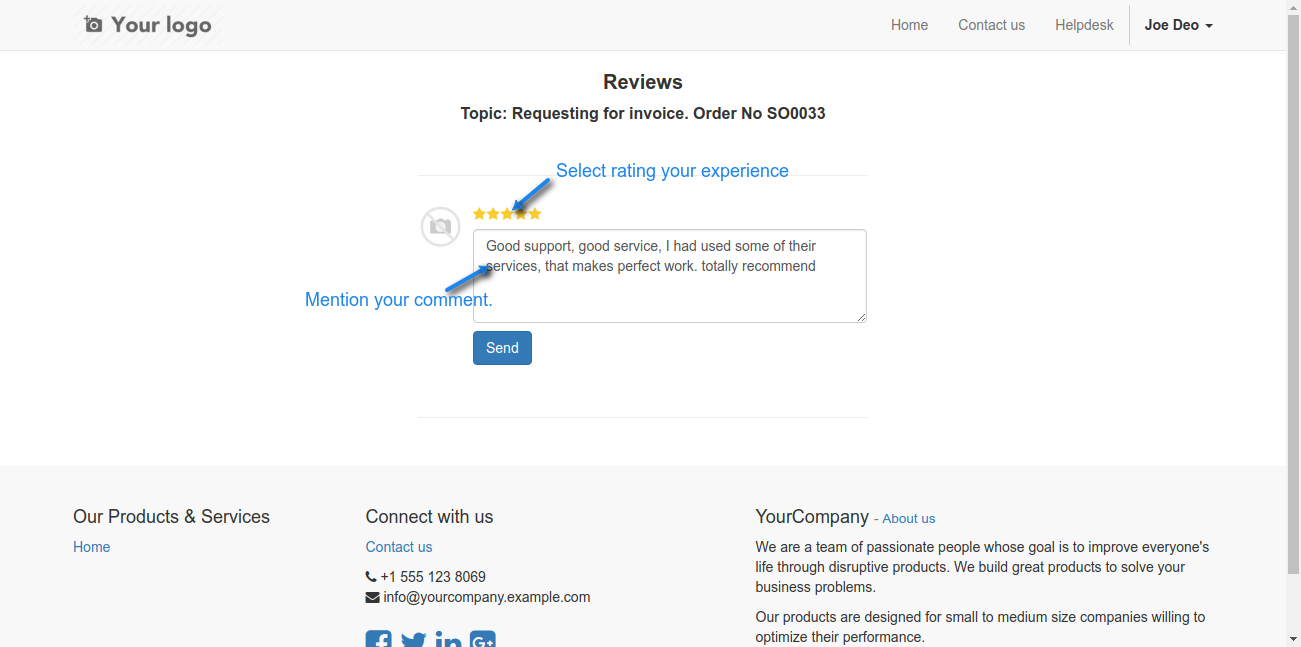 Your logo
Home Contact us Helpdesk Joe Deo
Reviews
Topic: Requesting for invoice. Order No SO0033
Select rating your experience
Good support, good service, I had used some of their
services, that makes perfect work. totally recommend
Mention your comment.
Send
Our Products & Services
Home
Connect with us
Contact us
+1 555 123 8069
info@yourcompany.example.com
YourCompany - About us
We are a team of passionate people whose goal is to improve everyone's
life through disruptive products. We build great products to solve your
business problems.
Our products are designed for small to medium size companies willing to
optimize their performance.